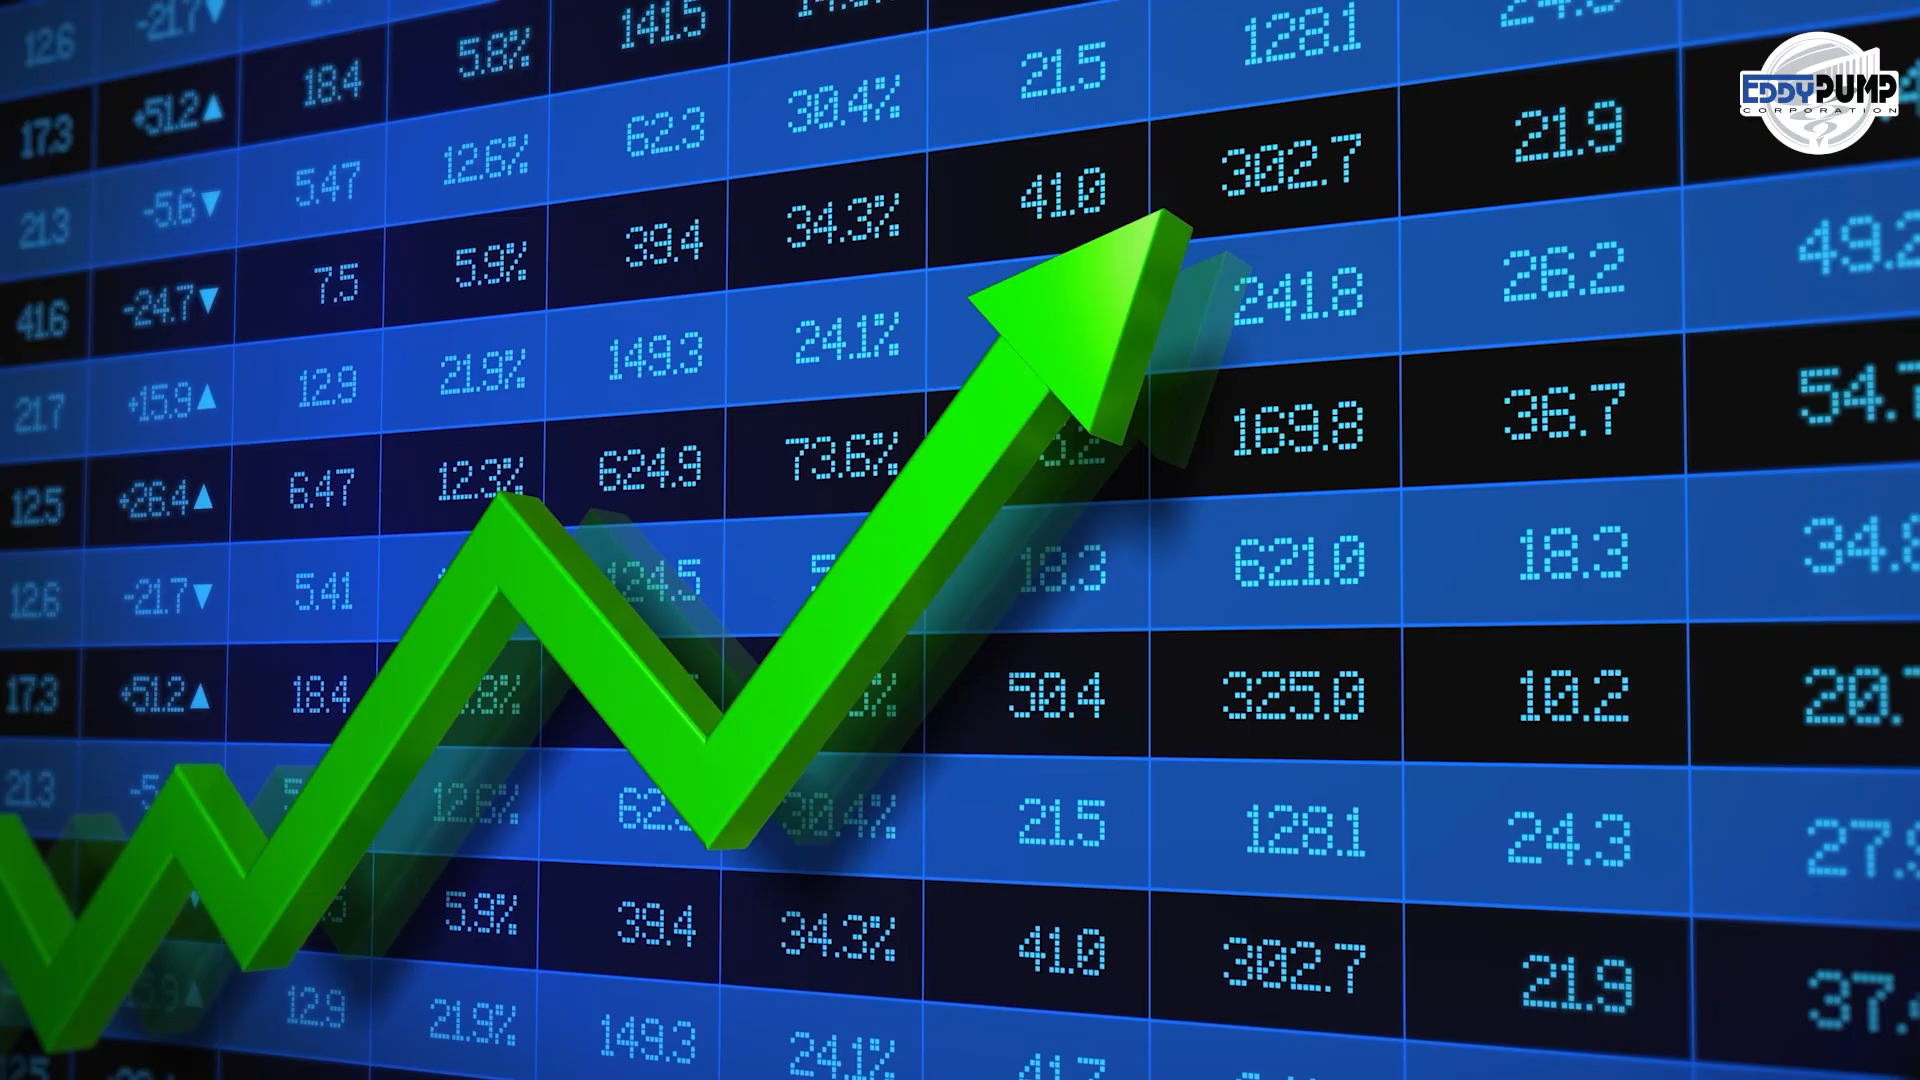 12.6 -21.7▼ 5.8% 141.5
EDDYPUMP
CORPORATION
17.3 +51.2▲ 18.4 62.3 30.4% 21.5 128.1
21.3 -5.6▼ 5.47 12.6% 39.4 34.3% 41.0 302.7 21.9
41.6 -24.7▼ 7.5 5.9% 149.3 24.1% 241.8 26.2 49.2
21.7 +15.9▲ 12.9 21.9% 624.9 73.6% 169.8 36.7 54.7
12.5 +26.4▲ 6.47 12.3% 124.5 18.3 621.0 18.3 34.8
12.6 -21.7▼ 5.41
17.3 +51.2▲ 18.4 50.4 325.0 10.2 20.
21.3 12.6% 62. 30.4% 21.5 128.1 24.3 27.9
5.9% 39.4 34.3% 41.0 302.7 21.9 37.
12.9 21.9% 149.3 24.1% 41.7